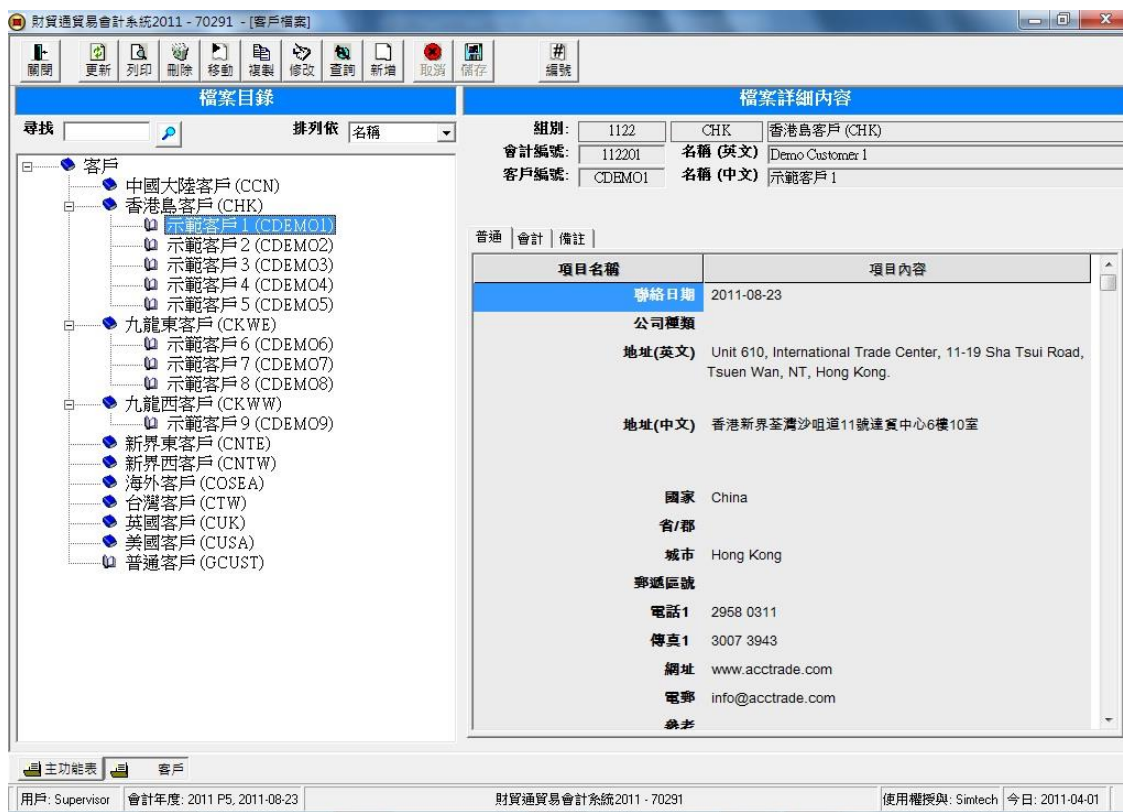 財貿通貿易會計系統2011 - 70291 - [客戶檔案]
關閉 更新 列印 刪除 移動 複製 修改 查詢 新增 取消 儲存 編號
檔案目錄
尋找 排列依 名稱
客戶
中國大陸客戶 (CCN)
香港島客戶 (CHK)
示範客戶 1 (CDEMO1)
示範客戶 2 (CDEMO2)
示範客戶 3 (CDEMO3)
示範客戶 4 (CDEMO4)
示範客戶 5 (CDEMO5)
九龍東客戶 (CKWE)
示範客戶 6 (CDEMO6)
示範客戶 7 (CDEMO7)
示範客戶 8 (CDEMO8)
九龍西客戶 (CKWW)
示範客戶 9 (CDEMO9)
新界東客戶 (CNTE)
新界西客戶 (CNTW)
海外客戶 (COSEA)
台灣客戶 (CTW)
英國客戶 (CUK)
美國客戶 (CUSA)
普通客戶 (GCUST)
檔案詳細內容
組別: 1122 CHK 香港島客戶 (CHK)
會計編號: 112201 名稱 (英文) Demo Customer 1
客戶編號: CDEMO1 名稱 (中文) 示範客戶 1
普通 會計 備註
項目名稱 項目內容
聯絡日期 2011-08-23
公司種類
地址(英文) Unit 610, International Trade Center, 11-19 Sha Tsui Road,
Tsuen Wan, NT, Hong Kong.
地址(中文) 香港新界荃灣沙咀道11號達貿中心6樓10室
國家 China
省/郡
城市 Hong Kong
郵遞區號
電話1 2958 0311
傳真1 3007 3943
網址 www.acctrade.com
電郵 info@acctrade.com
參考
主功能表 客戶
用戶: Supervisor 會計年度: 2011 P5, 2011-08-23 財貿通貿易會計系統2011 - 70291 使用權授與: Simtech 今日: 2011-04-01